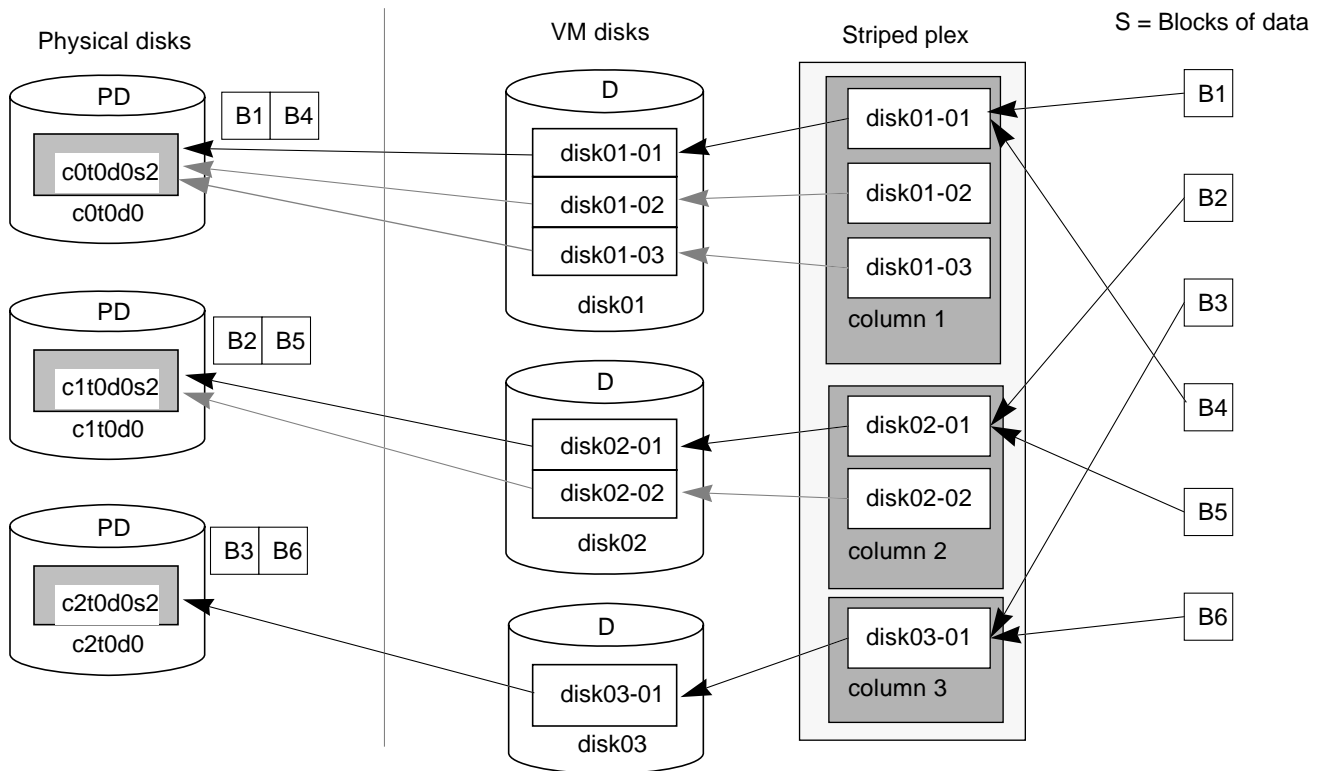 Physical disks
VM disks
Striped plex
S = Blocks of data
PD
B1 B4
c0t0d0s2
c0t0d0
D
disk01-01
disk01-02
disk01-03
disk01
disk01-01
disk01-02
disk01-03
column 1
B1
B2
B3
B4
B5
B6
PD
B2 B5
c1t0d0s2
c1t0d0
D
disk02-01
disk02-02
disk02
disk02-01
disk02-02
column 2
PD
B3 B6
c2t0d0s2
c2t0d0
D
disk03-01
disk03
disk03-01
column 3